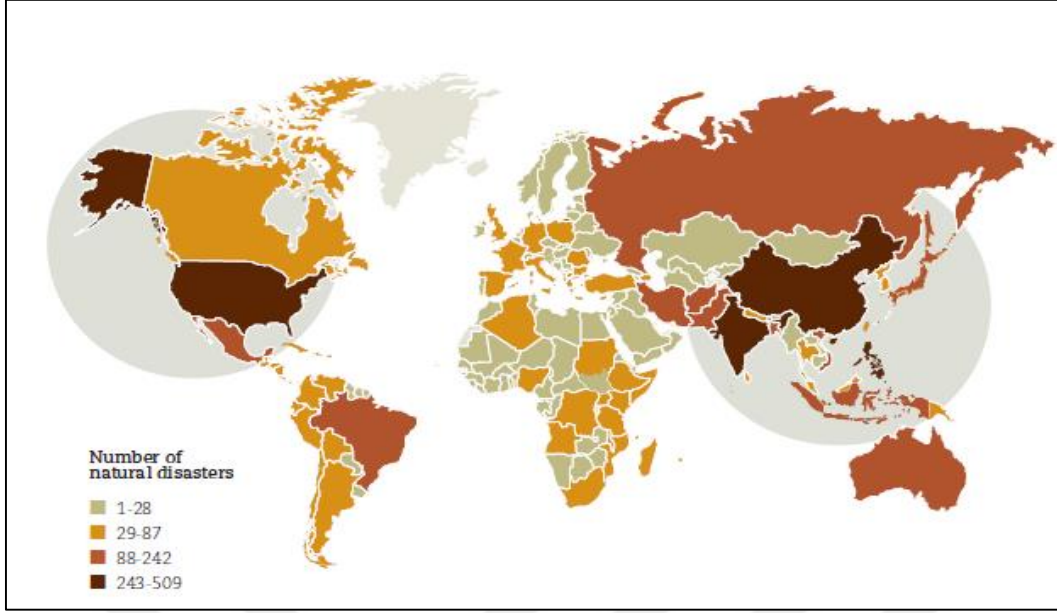 Number of
natural disasters
1-28
29-87
88-242
243-509